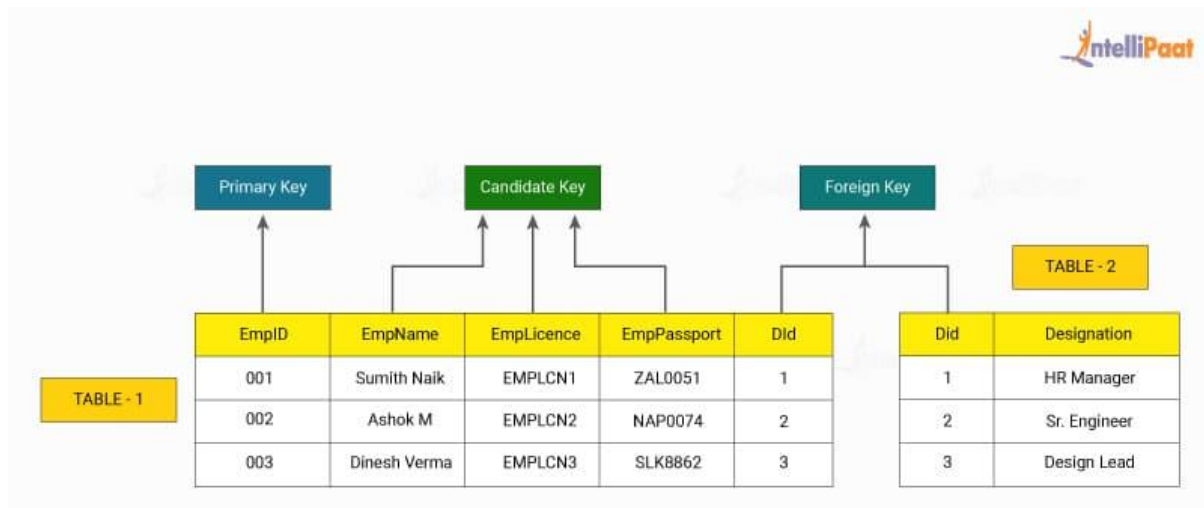 IntelliPaat
Primary Key Candidate Key Foreign Key
TABLE - 2
EmpID EmpName EmpLicence EmpPassport DId Did Designation
TABLE - 1
001 Sumith Naik EMPLCN1 ZAL0051 1 1 HR Manager
002 Ashok M EMPLCN2 NAP0074 2 2 Sr. Engineer
003 Dinesh Verma EMPLCN3 SLK8862 3 3 Design Lead